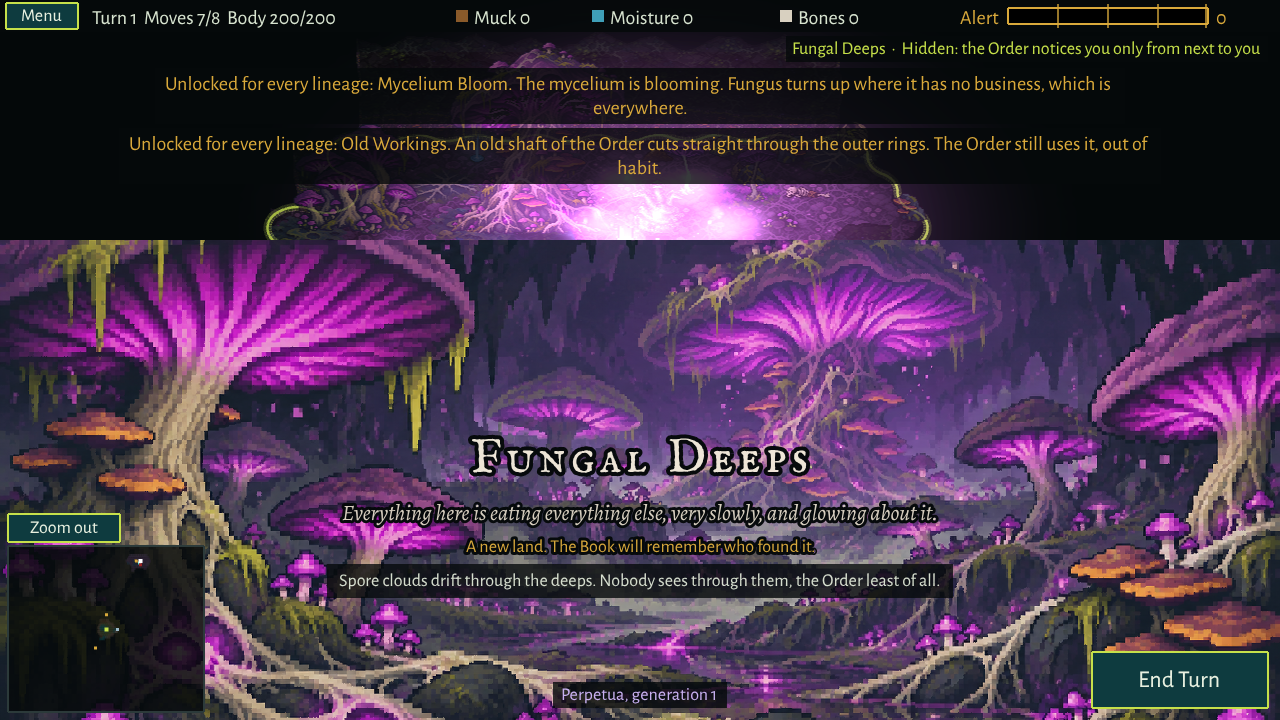 Menu
Turn 1 Moves 7/8 Body 200/200
Muck 0
Moisture 0
Bones 0
Alert 0
Fungal Deeps · Hidden: the Order notices you only from next to you
Unlocked for every lineage: Mycelium Bloom. The mycelium is blooming. Fungus turns up where it has no business, which is
everywhere.
Unlocked for every lineage: Old Workings. An old shaft of the Order cuts straight through the outer rings. The Order still uses it, out of
habit.
Fungal Deeps
Everything here is eating everything else, very slowly, and glowing about it.
A new land. The Book will remember who found it.
Spore clouds drift through the deeps. Nobody sees through them, the Order least of all.
Zoom out
End Turn
Perpetua, generation 1